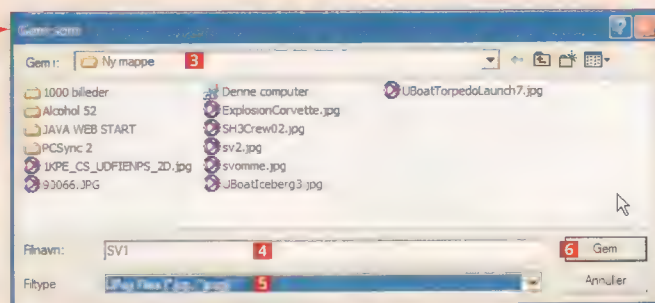 Gem i: Ny mappe 3
1000 billeder
Alcohol 52
JAVA WEB START
PCSync 2
1KPE_CS_UDFIENPS_2D.jpg
93066.JPG
Denne computer
ExplosionCorvette.jpg
SH3Crew02.jpg
sv2.jpg
svomme.jpg
UBoatIceberg3.jpg
UBoatTorpedoLaunch7.jpg
Filnavn: SV1 4
6 Gem
Filtype 5
Annuller